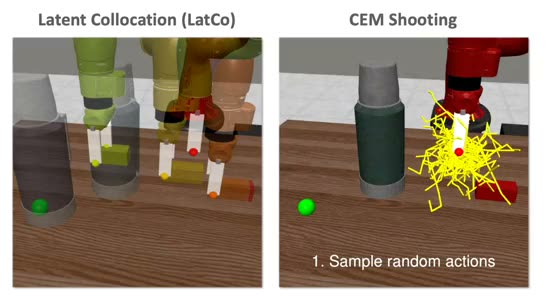 Latent Collocation (LatCo)
CEM Shooting
1. Sample random actions